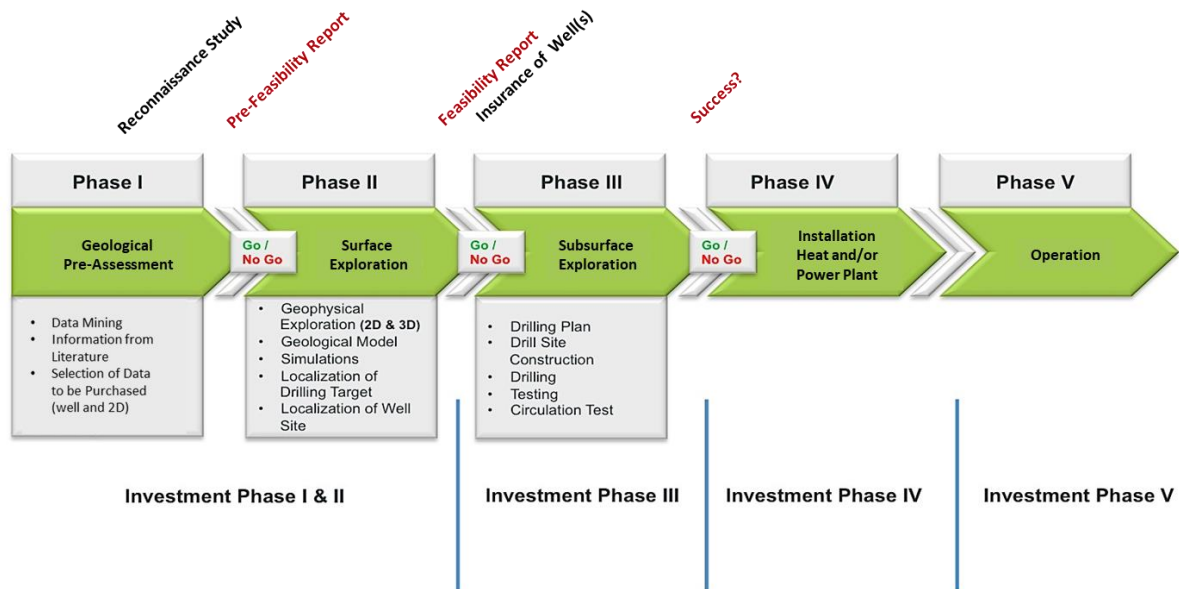 Reconnaissance Study
Pre-Feasibility Report
Feasibility Report
Insurance of Well(s)
Success?
Phase I
Phase II
Phase III
Phase IV
Phase V
Geological
Pre-Assessment
Go /
No Go
Surface
Exploration
Go /
No Go
Subsurface
Exploration
Go /
No Go
Installation
Heat and/or
Power Plant
Operation
• Data Mining
• Information from
Literature
• Selection of Data
to be Purchased
(well and 2D)
• Geophysical
Exploration (2D & 3D)
• Geological Model
• Simulations
• Localization of
Drilling Target
• Localization of Well
Site
• Drilling Plan
• Drill Site
Construction
• Drilling
• Testing
• Circulation Test
Investment Phase I & II
Investment Phase III
Investment Phase IV
Investment Phase V